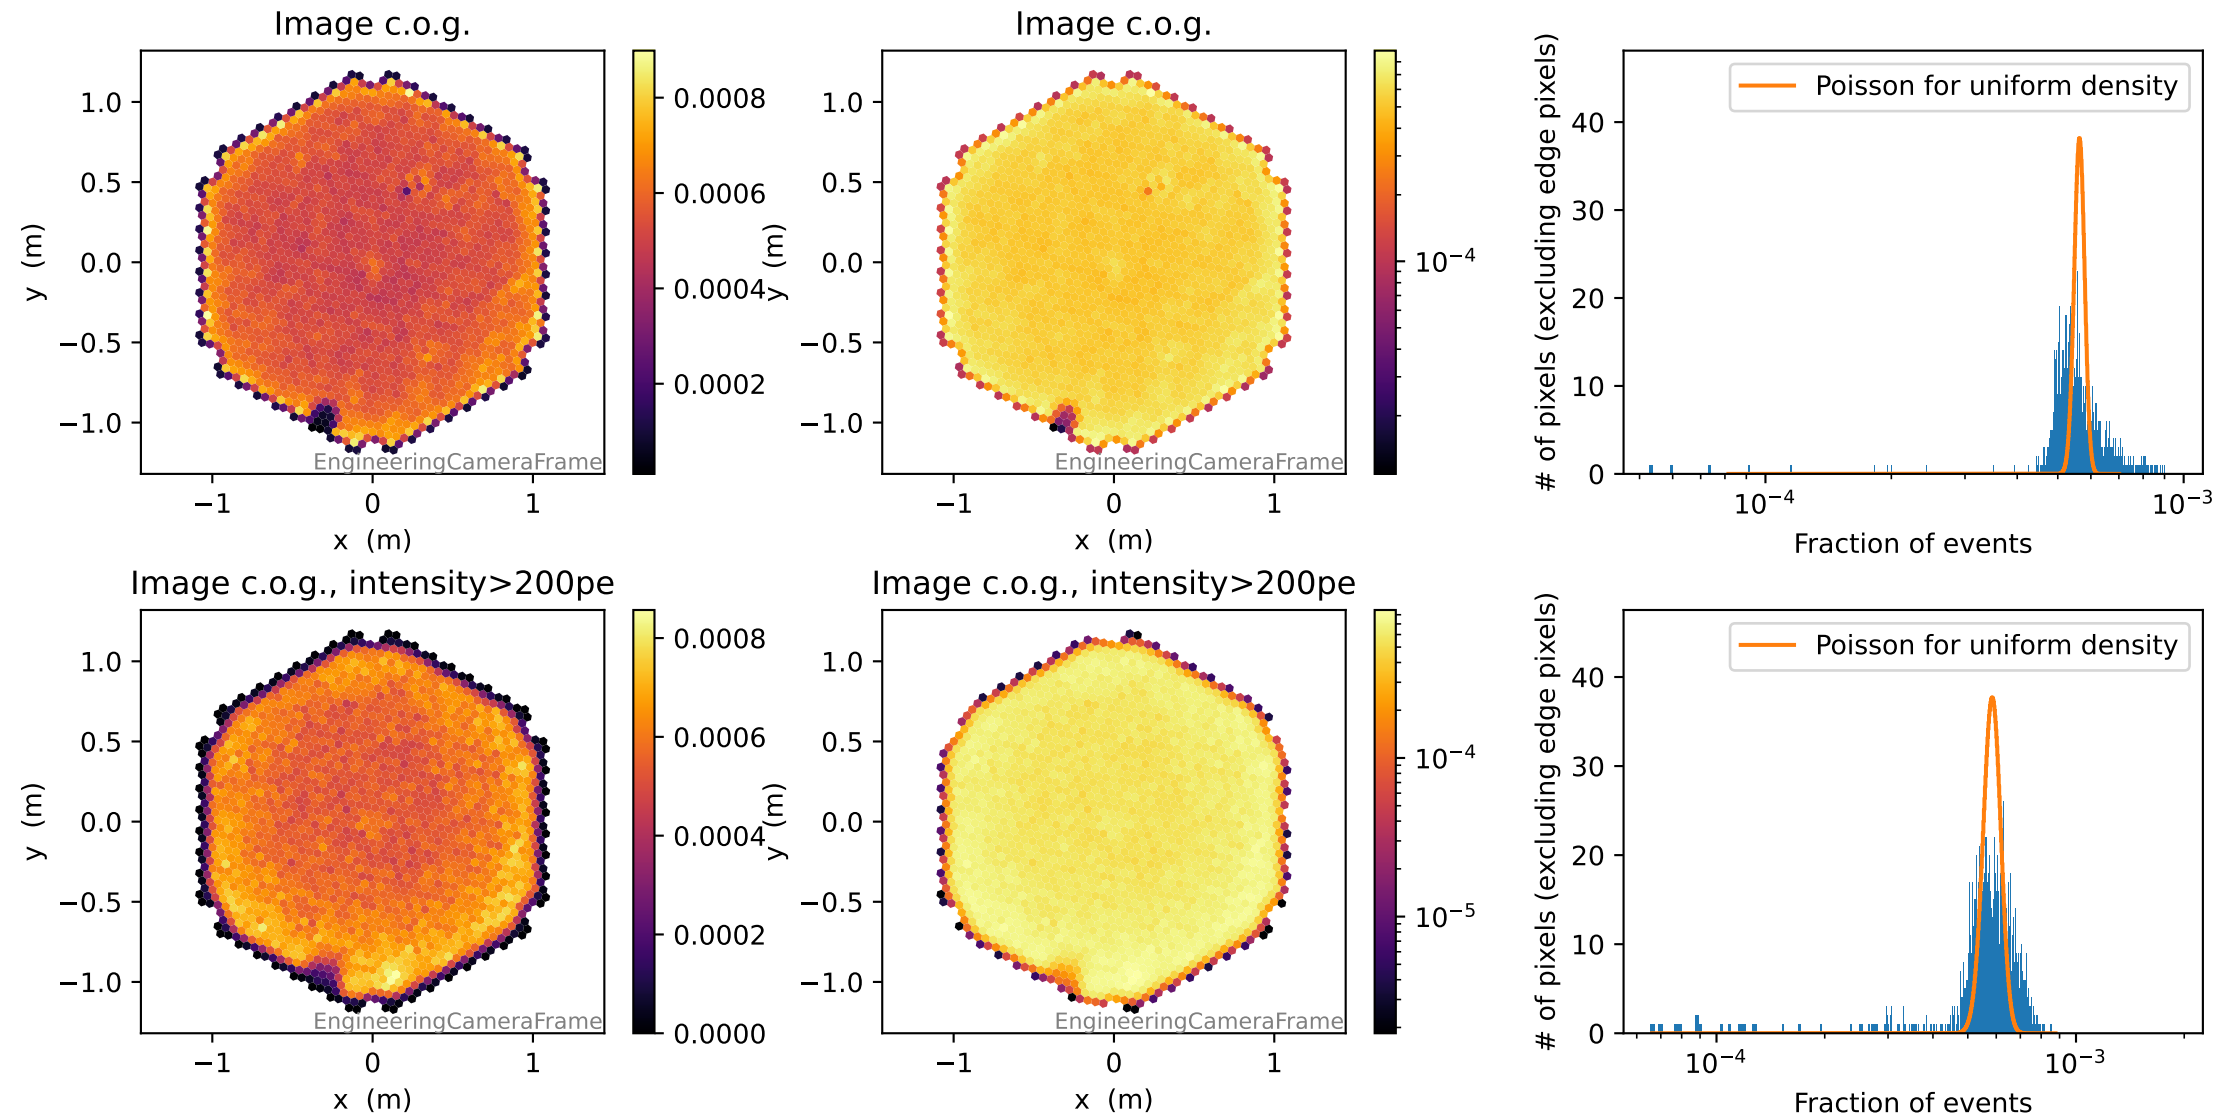 Image c.o.g.
1.0
0.5
0.0
−0.5
−1.0
y (m)
−1 0 1
x (m)
EngineeringCameraFrame
0.0008
0.0006
0.0004
0.0002
Image c.o.g.
1.0
0.5
0.0
−0.5
−1.0
y (m)
−1 0 1
x (m)
EngineeringCameraFrame
10⁻⁴
# of pixels (excluding edge pixels)
40
30
20
10
0
Poisson for uniform density
10⁻⁴ 10⁻³
Fraction of events
Image c.o.g., intensity>200pe
1.0
0.5
0.0
−0.5
−1.0
y (m)
−1 0 1
x (m)
EngineeringCameraFrame
0.0008
0.0006
0.0004
0.0002
0.0000
Image c.o.g., intensity>200pe
1.0
0.5
0.0
−0.5
−1.0
y (m)
−1 0 1
x (m)
EngineeringCameraFrame
10⁻⁴
10⁻⁵
# of pixels (excluding edge pixels)
40
30
20
10
0
Poisson for uniform density
10⁻⁴ 10⁻³
Fraction of events